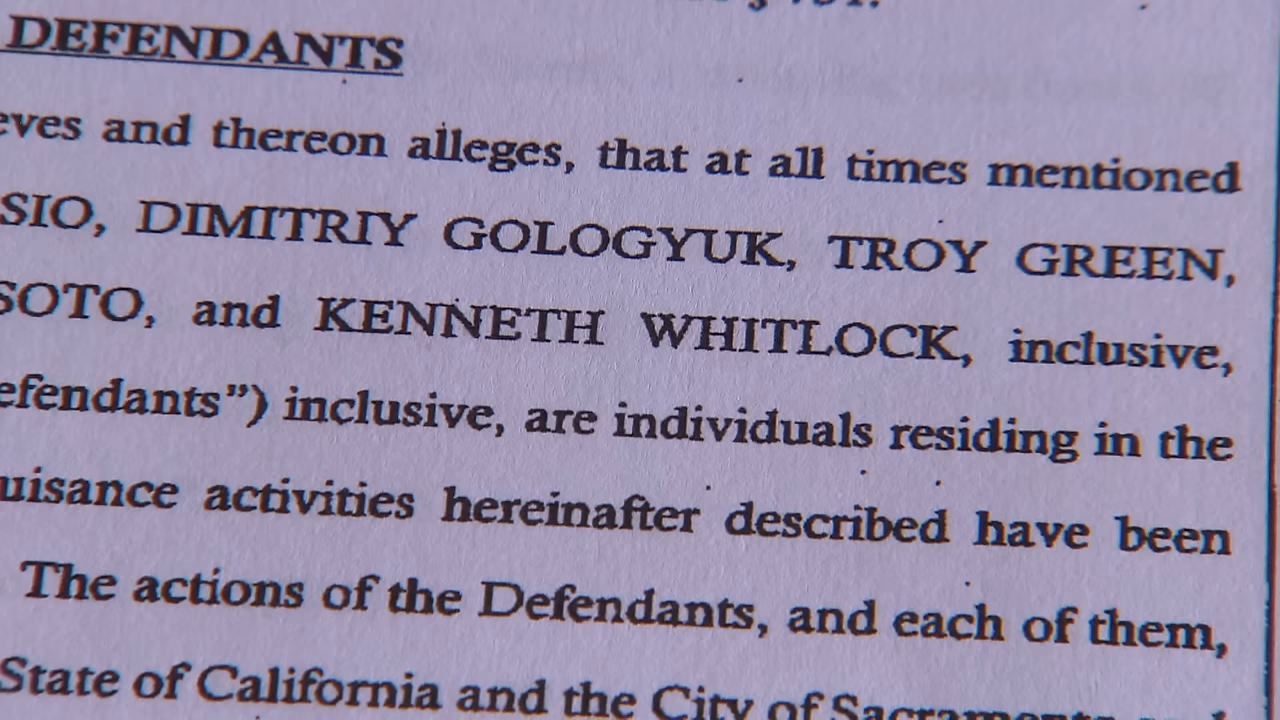 DEFENDANTS
eves and thereon alleges, that at all times mentioned
SIO, DIMITRIY GOLOGYUK, TROY GREEN,
SOTO, and KENNETH WHITLOCK, inclusive,
efendants”) inclusive, are individuals residing in the
uisance activities hereinafter described have been
The actions of the Defendants, and each of them,
State of California and the City of Sacramento